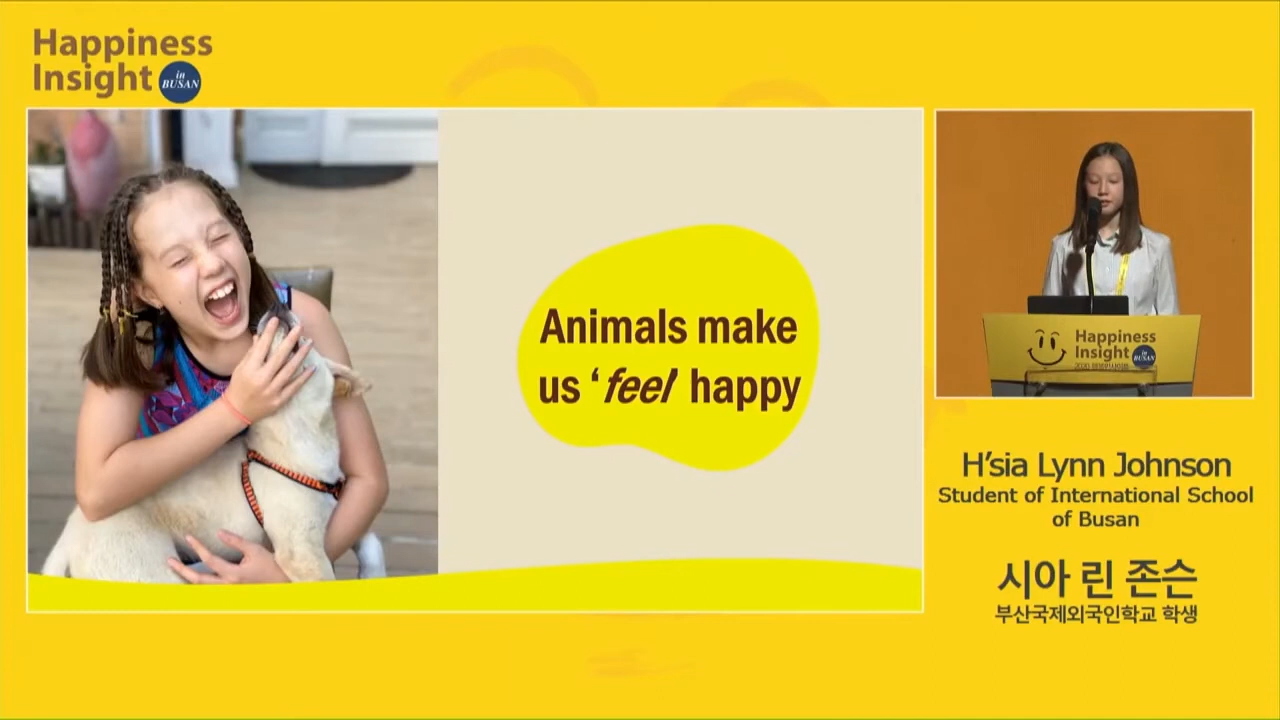 Happiness
Insight in BUSAN
Animals make
us ‘feel’ happy
Happiness
Insight in BUSAN
H’sia Lynn Johnson
Student of International School
of Busan
시아 린 존슨
부산국제외국인학교 학생